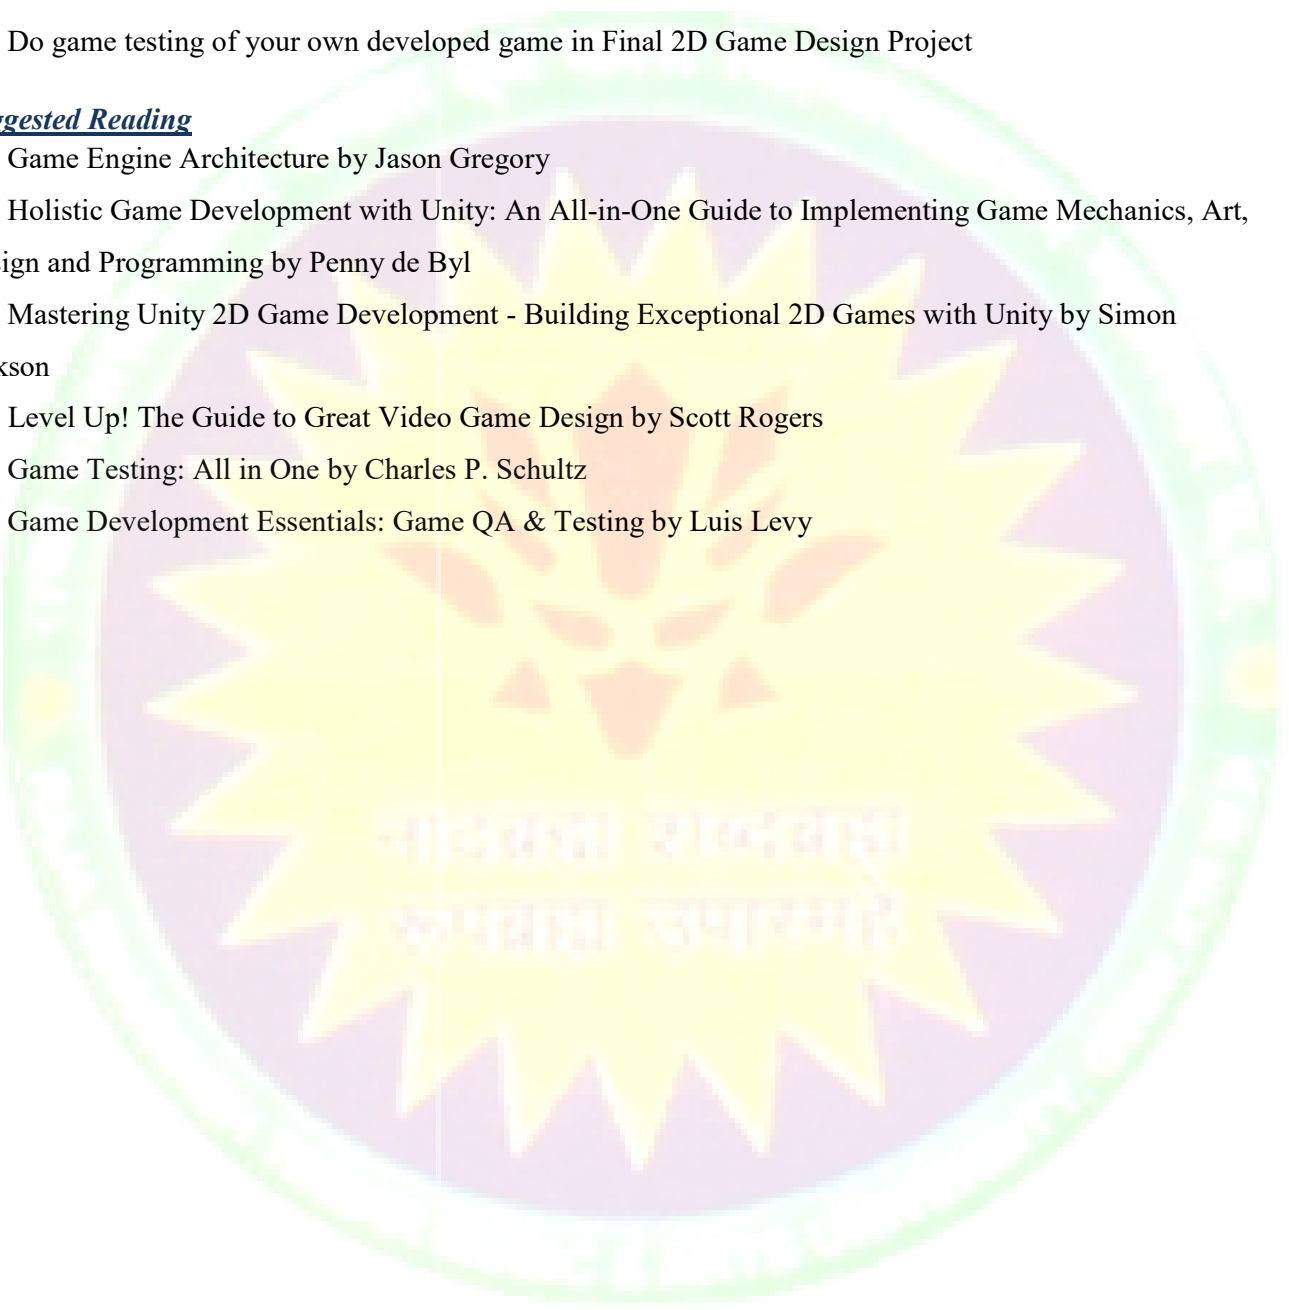 Do game testing of your own developed game in Final 2D Game Design Project
ggested Reading
Game Engine Architecture by Jason Gregory
Holistic Game Development with Unity: An All-in-One Guide to Implementing Game Mechanics, Art,
ign and Programming by Penny de Byl
Mastering Unity 2D Game Development - Building Exceptional 2D Games with Unity by Simon
kson
Level Up! The Guide to Great Video Game Design by Scott Rogers
Game Testing: All in One by Charles P. Schultz
Game Development Essentials: Game QA & Testing by Luis Levy